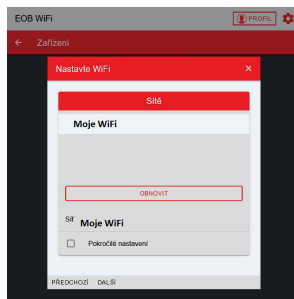 EOB WiFi
PROFIL
Zařízení
Nastavte WiFi
Sítě
Moje WiFi
OBNOVIT
Síť Moje WiFi
Pokročilé nastavení
PŘEDCHOZÍ DALŠÍ